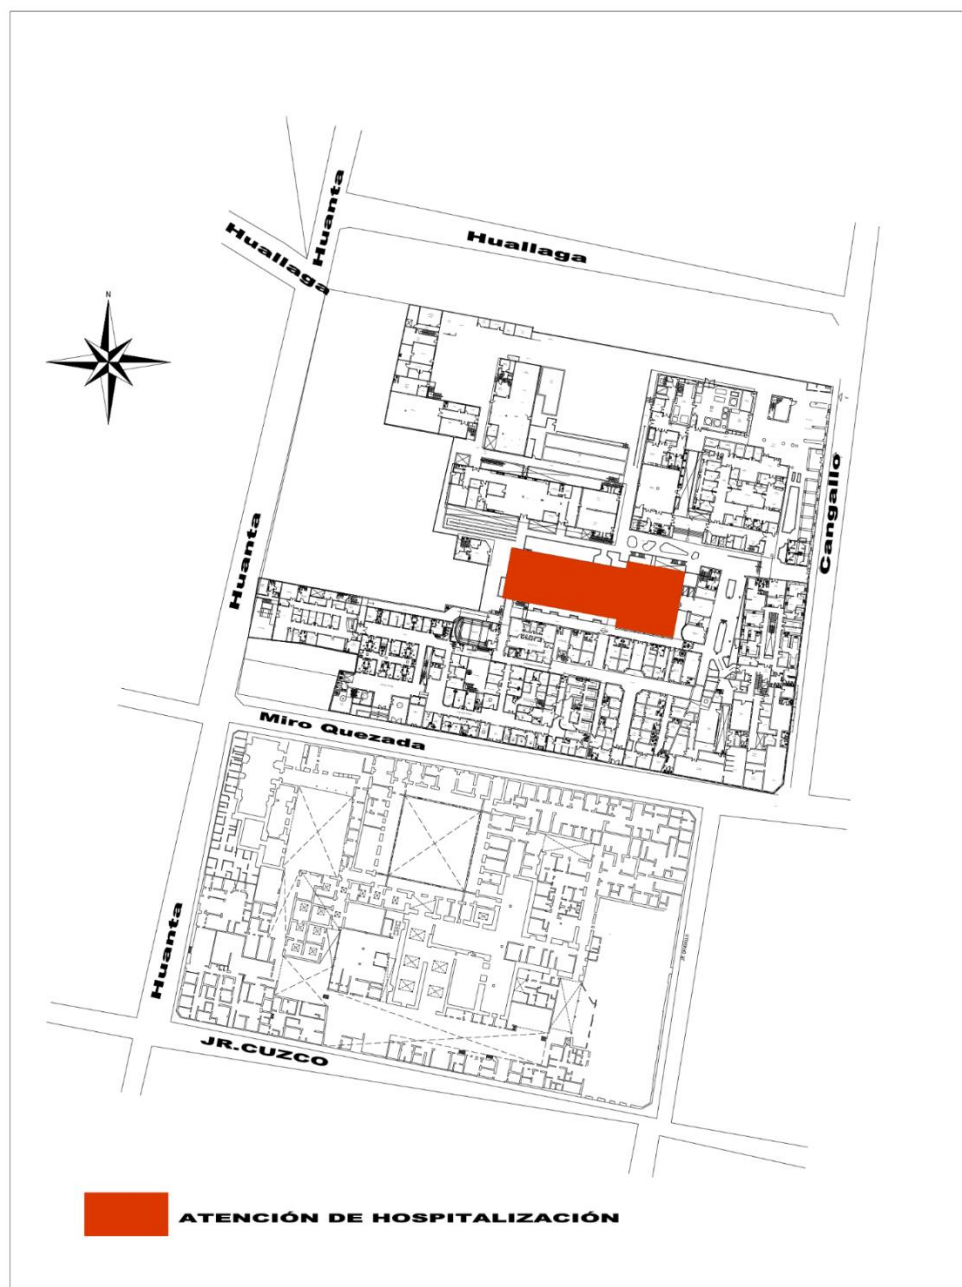 Huanta
Huallaga
Huallaga
N
Huanta
Cangallo
Miro Quezada
Huanta
JR.CUZCO
ATENCIÓN DE HOSPITALIZACIÓN